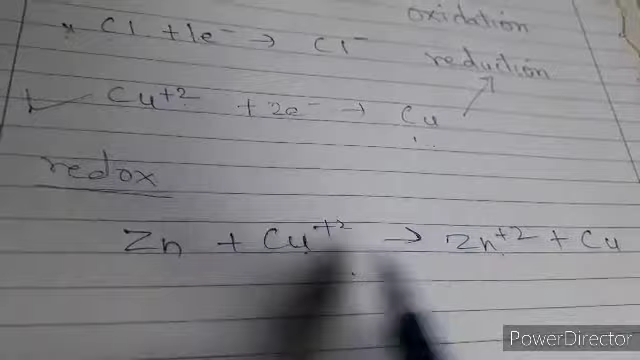 oxidation
* Cl + 1e⁻ → Cl⁻
reduction
Cu⁺² + 2e⁻ → Cu
redox
Zn + Cu⁺² → Zn⁺² + Cu
PowerDirector